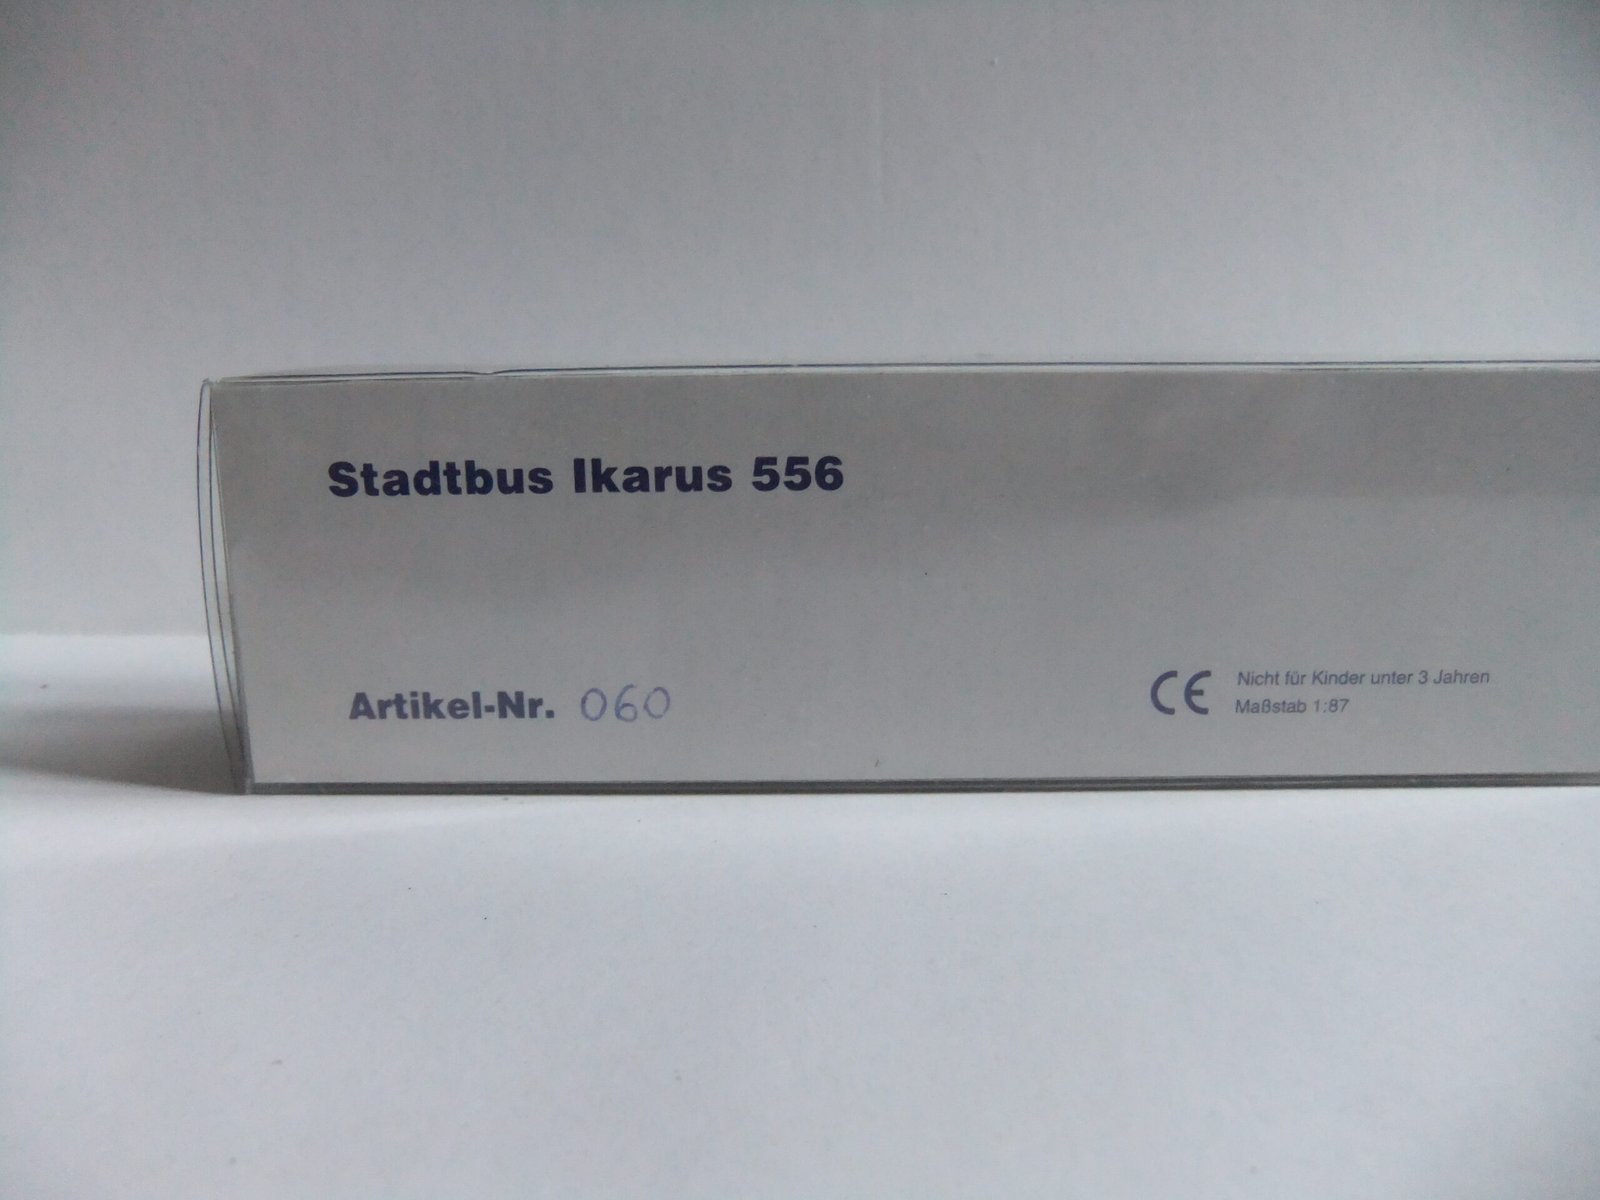 Stadtbus Ikarus 556
Artikel-Nr. 060
CE Nicht für Kinder unter 3 Jahren
Maßstab 1:87